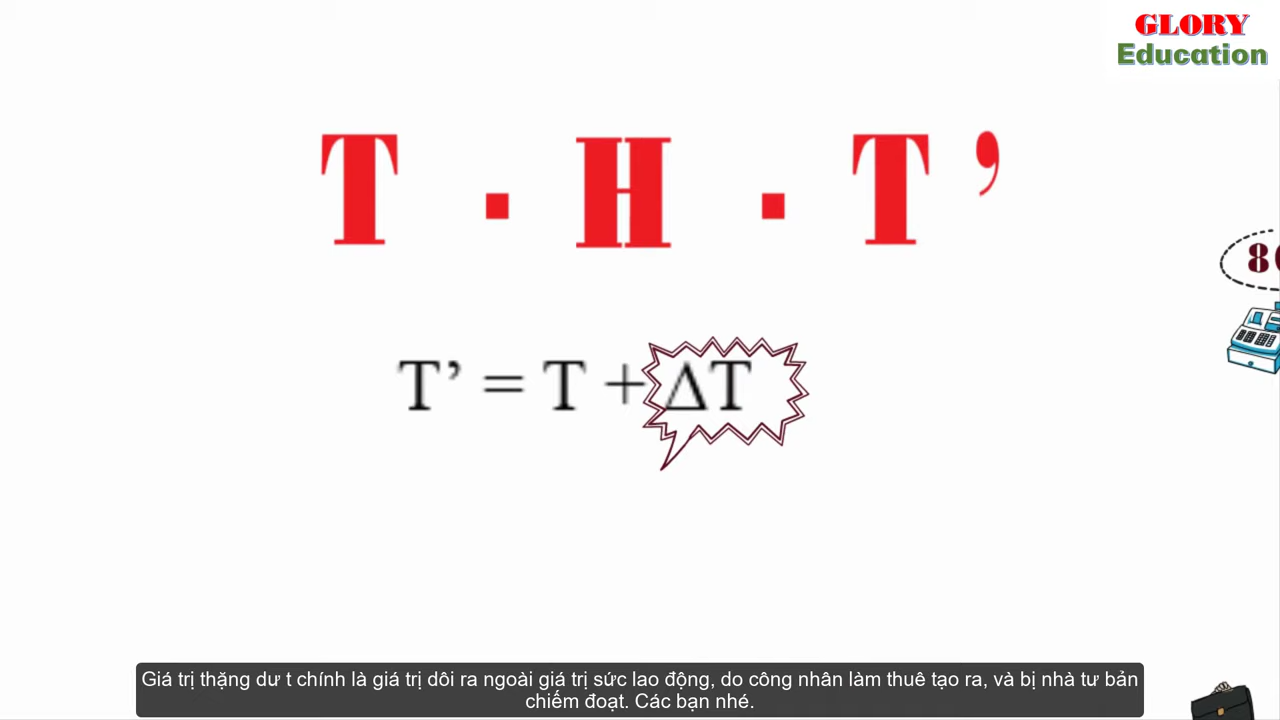 GLORY
Education
T . H . T’
T’ = T + ΔT
Giá trị thặng dư t chính là giá trị dôi ra ngoài giá trị sức lao động, do công nhân làm thuê tạo ra, và bị nhà tư bản
chiếm đoạt. Các bạn nhé.